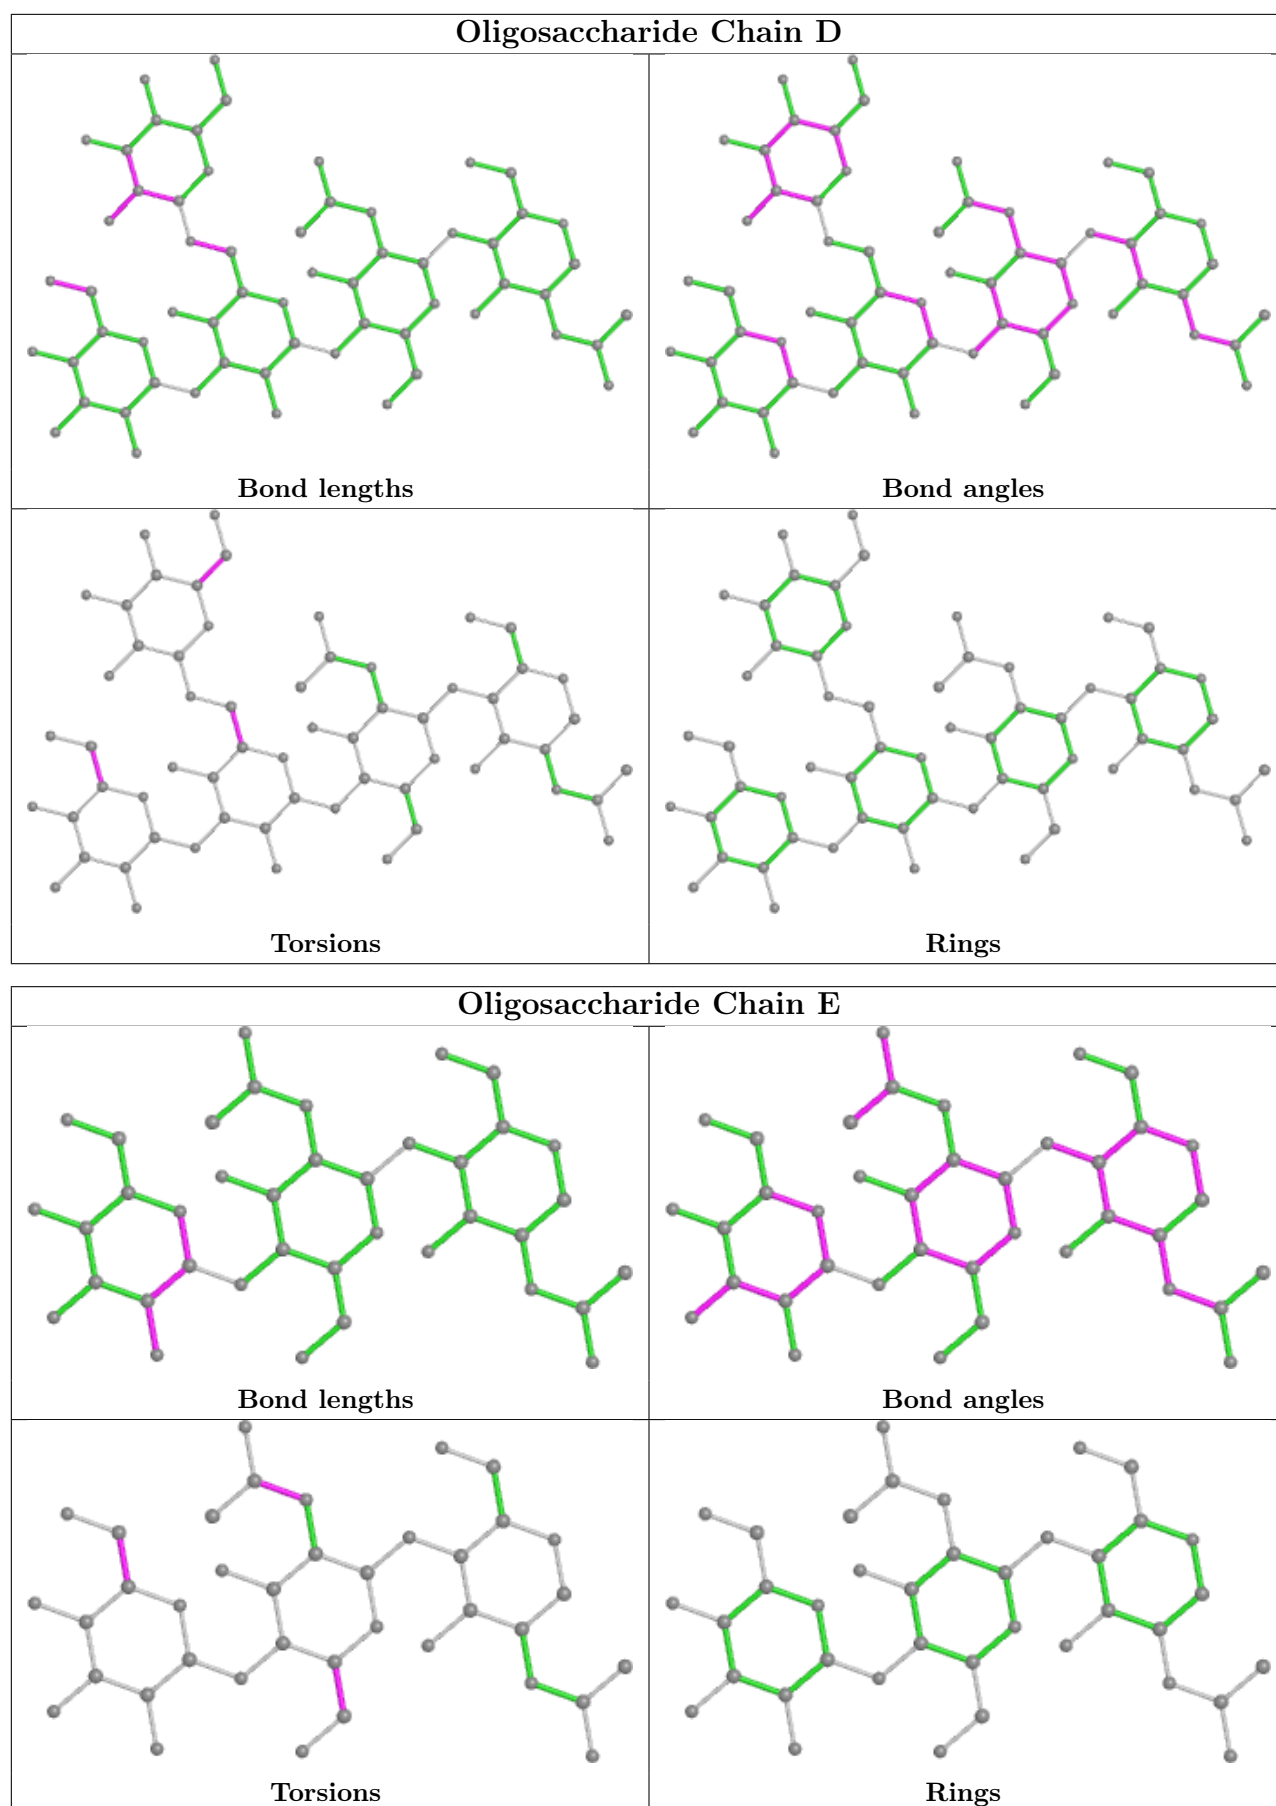 Oligosaccharide Chain D
Bond lengths
Bond angles
Torsions
Rings
Oligosaccharide Chain E
Bond lengths
Bond angles
Torsions
Rings